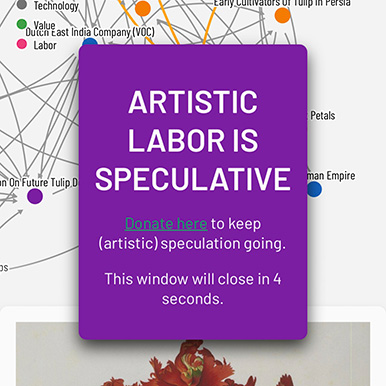 Technology
Early Cultivators Of Tulip In Persia
Value
Dutch East India Company (VOC)
Labor
ARTISTIC
LABOR IS
SPECULATIVE
Petals
man Empire
on On Future Tulip D
Donate here to keep
(artistic) speculation going.
This window will close in 4
seconds.
ps